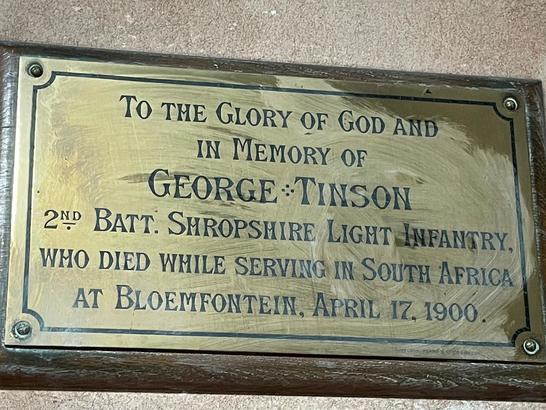 TO THE GLORY OF GOD AND
IN MEMORY OF
GEORGE TINSON
2ND BATT. SHROPSHIRE LIGHT INFANTRY,
WHO DIED WHILE SERVING IN SOUTH AFRICA
AT BLOEMFONTEIN, APRIL 17, 1900.